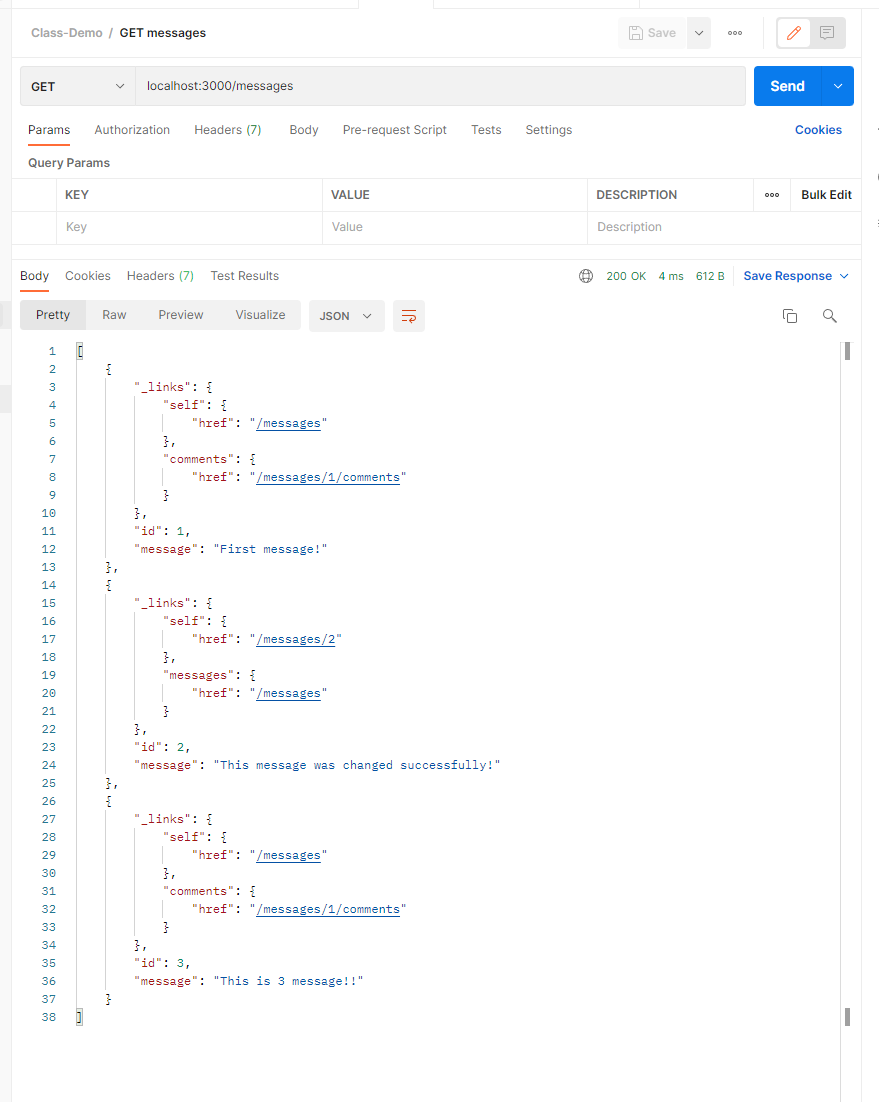 Class-Demo / GET messages
Save
GET
localhost:3000/messages
Send
Params Authorization Headers (7) Body Pre-request Script Tests Settings Cookies
Query Params
KEY VALUE DESCRIPTION Bulk Edit
Key Value Description
Body Cookies Headers (7) Test Results 200 OK 4 ms 612 B Save Response
Pretty Raw Preview Visualize JSON
1 [
2 {
3 "_links": {
4 "self": {
5 "href": "/messages"
6 },
7 "comments": {
8 "href": "/messages/1/comments"
9 }
10 },
11 "id": 1,
12 "message": "First message!"
13 },
14 {
15 "_links": {
16 "self": {
17 "href": "/messages/2"
18 },
19 "messages": {
20 "href": "/messages"
21 }
22 },
23 "id": 2,
24 "message": "This message was changed successfully!"
25 },
26 {
27 "_links": {
28 "self": {
29 "href": "/messages"
30 },
31 "comments": {
32 "href": "/messages/1/comments"
33 }
34 },
35 "id": 3,
36 "message": "This is 3 message!!"
37 }
38 ]